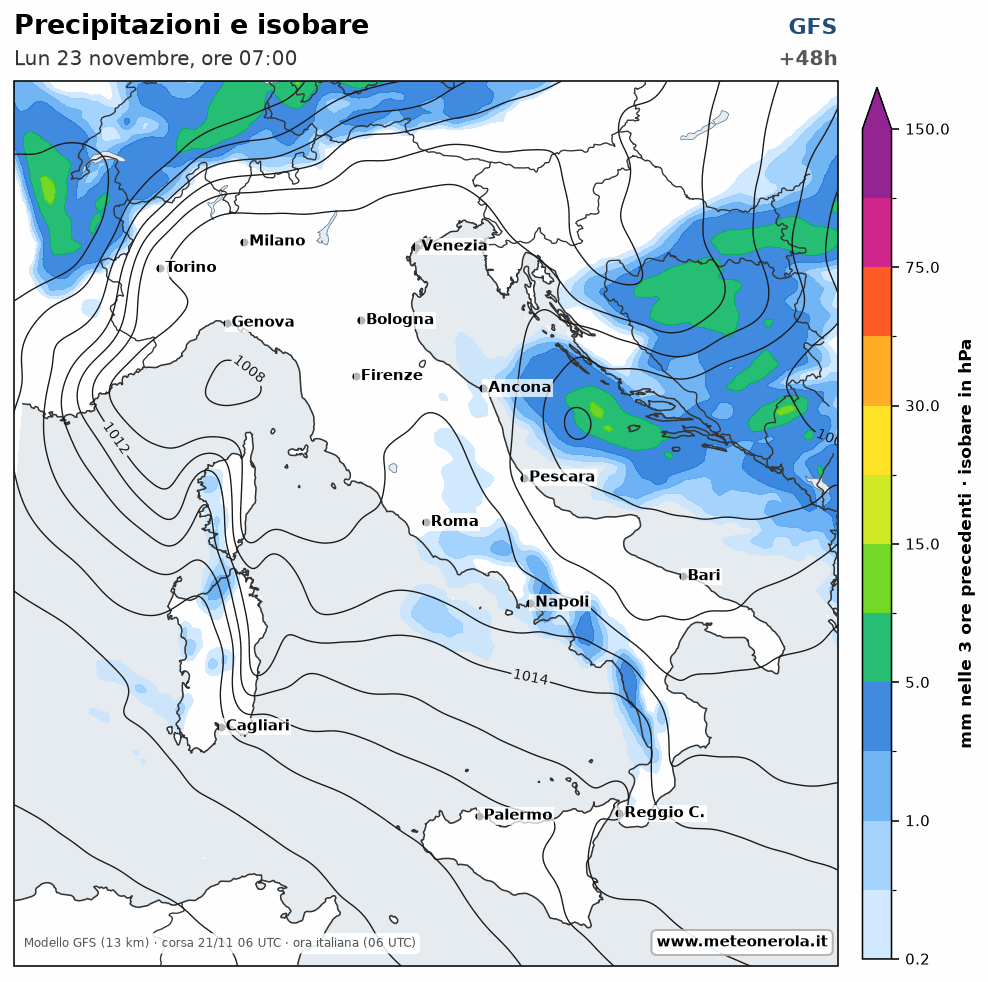 Precipitazioni e isobare
GFS
Lun 23 novembre, ore 07:00
+48h
150.0
75.0
30.0
15.0
5.0
1.0
0.2
mm nelle 3 ore precedenti · isobare in hPa
Milano
Venezia
Torino
Genova
Bologna
1008
Firenze
Ancona
1012
Pescara
Roma
Bari
Napoli
1014
Cagliari
Palermo
Reggio C.
Modello GFS (13 km) · corsa 21/11 06 UTC · ora italiana (06 UTC)
www.meteonerola.it